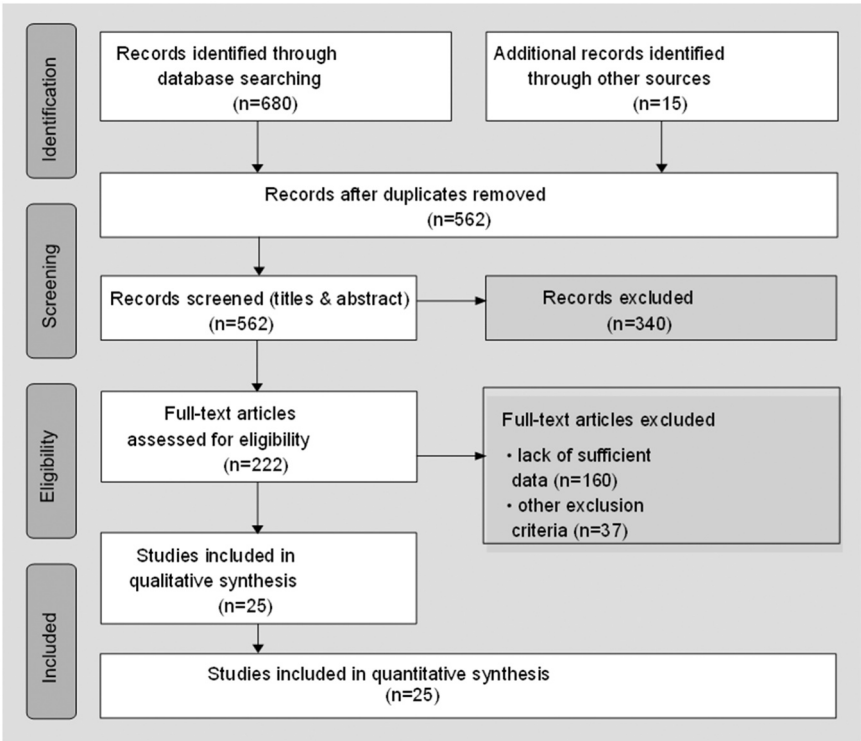 Identification
Records identified through
database searching
(n=680)
Additional records identified
through other sources
(n=15)
Records after duplicates removed
(n=562)
Screening
Records screened (titles & abstract)
(n=562)
Records excluded
(n=340)
Eligibility
Full-text articles
assessed for eligibility
(n=222)
Full-text articles excluded
• lack of sufficient
data (n=160)
• other exclusion
criteria (n=37)
Studies included in
qualitative synthesis
(n=25)
Included
Studies included in quantitative synthesis
(n=25)